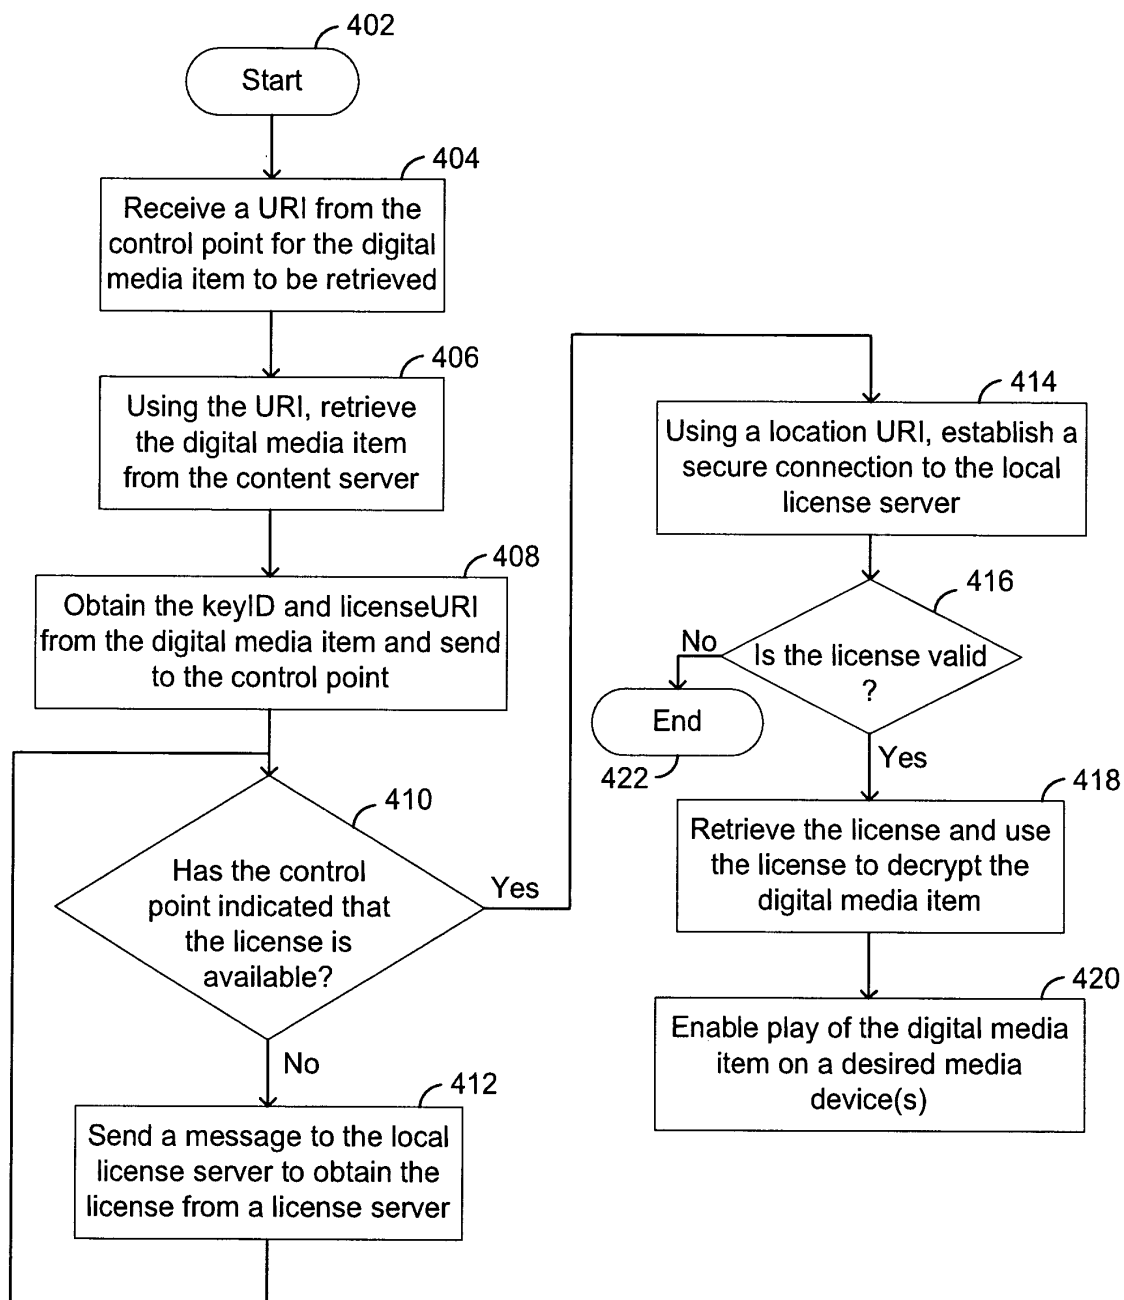 402
Start
404
Receive a URI from the
control point for the digital
media item to be retrieved
406
Using the URI, retrieve
the digital media item
from the content server
408
Obtain the keyID and licenseURI
from the digital media item and send
to the control point
410
Has the control
point indicated that
the license is
available?
Yes
No
412
Send a message to the local
license server to obtain the
license from a license server
414
Using a location URI, establish a
secure connection to the local
license server
416
Is the license valid
?
No
End
422
Yes
418
Retrieve the license and use
the license to decrypt the
digital media item
420
Enable play of the digital media
item on a desired media
device(s)